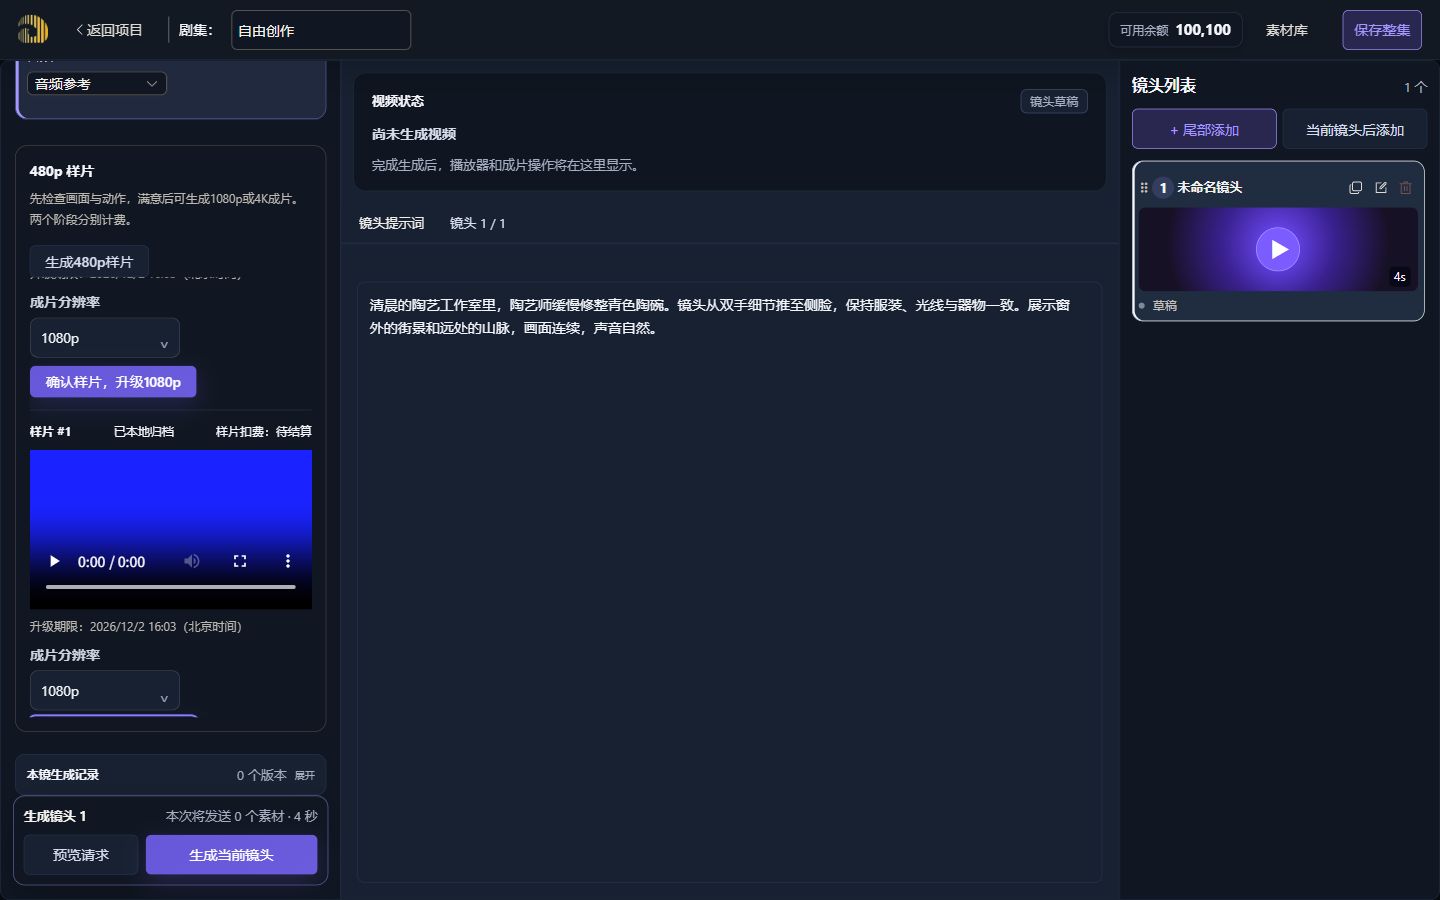 返回项目
剧集：
自由创作
可用余额 100,100
素材库
保存整集
音频参考
480p 样片
先检查画面与动作，满意后可生成1080p或4K成片。
两个阶段分别计费。
生成480p样片
成片分辨率
1080p
确认样片，升级1080p
样片 #1 已本地归档 样片扣费：待结算
0:00 / 0:00
升级期限：2026/12/2 16:03（北京时间）
成片分辨率
1080p
本镜生成记录 0 个版本 展开
生成镜头 1 本次将发送 0 个素材 · 4 秒
预览请求 生成当前镜头
视频状态 镜头草稿
尚未生成视频
完成生成后，播放器和成片操作将在这里显示。
镜头提示词 镜头 1 / 1
清晨的陶艺工作室里，陶艺师缓慢修整青色陶碗。镜头从双手细节推至侧脸，保持服装、光线与器物一致。展示窗
外的街景和远处的山脉，画面连续，声音自然。
镜头列表 1 个
+ 尾部添加 当前镜头后添加
1 未命名镜头
4s
草稿